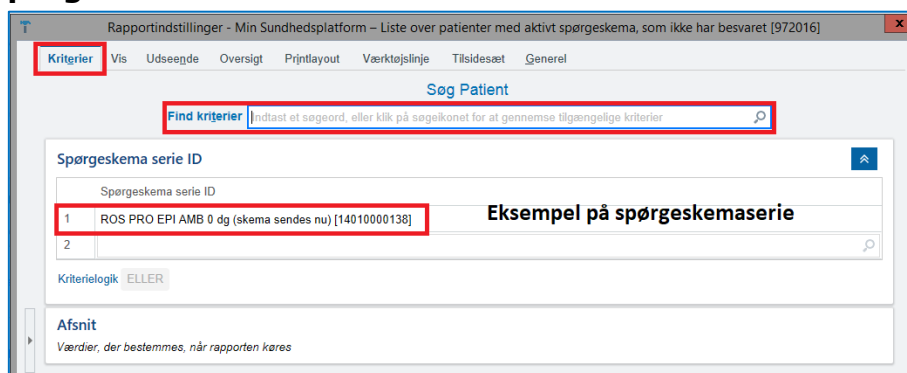 Rapportindstillinger - Min Sundhedsplatform – Liste over patienter med aktivt spørgeskema, som ikke har besvaret [972016] x
Kriterier Vis Udseende Oversigt Printlayout Værktøjslinje Tilsidesæt Generel
Søg Patient
Find kriterier Indtast et søgeord, eller klik på søgeikonet for at gennemse tilgængelige kriterier
Spørgeskema serie ID
Spørgeskema serie ID
1 ROS PRO EPI AMB 0 dg (skema sendes nu) [14010000138] Eksempel på spørgeskemaserie
2
Kriterielogik ELLER
Afsnit
Værdier, der bestemmes, når rapporten køres